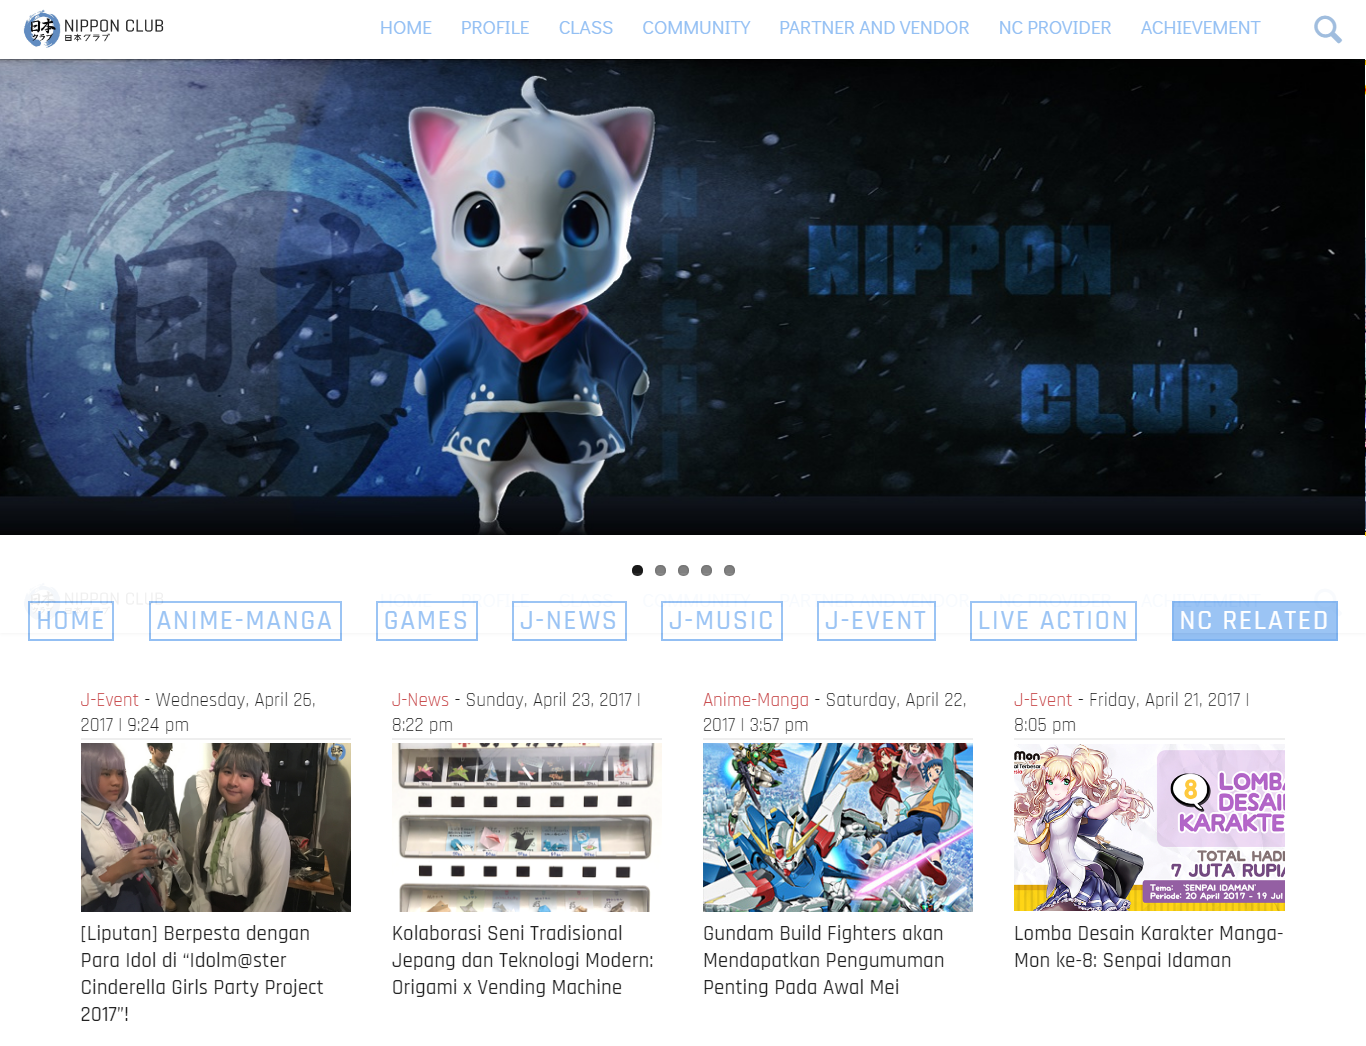 日本
クラブ
NIPPON CLUB
日本クラブ
HOME
PROFILE
CLASS
COMMUNITY
PARTNER AND VENDOR
NC PROVIDER
ACHIEVEMENT
日本
クラブ
NISHI
NIPPON
CLUB
HOME
ANIME-MANGA
GAMES
J-NEWS
J-MUSIC
J-EVENT
LIVE ACTION
NC RELATED
J-Event - Wednesday, April 26,
2017 | 9:24 pm
[Liputan] Berpesta dengan
Para Idol di “Idolm@ster
Cinderella Girls Party Project
2017”!
J-News - Sunday, April 23, 2017 |
8:22 pm
Kolaborasi Seni Tradisional
Jepang dan Teknologi Modern:
Origami x Vending Machine
Anime-Manga - Saturday, April 22,
2017 | 3:57 pm
Gundam Build Fighters akan
Mendapatkan Pengumuman
Penting Pada Awal Mei
J-Event - Friday, April 21, 2017 |
8:05 pm
Mon
8
LOMBA
DESAI
KARAKTE
TOTAL HADI
7 JUTA RUPIA
Tema: 'SENPAI IDAMAN'
Periode: 20 April 2017 - 19 Jul
Lomba Desain Karakter Manga-
Mon ke-8: Senpai Idaman